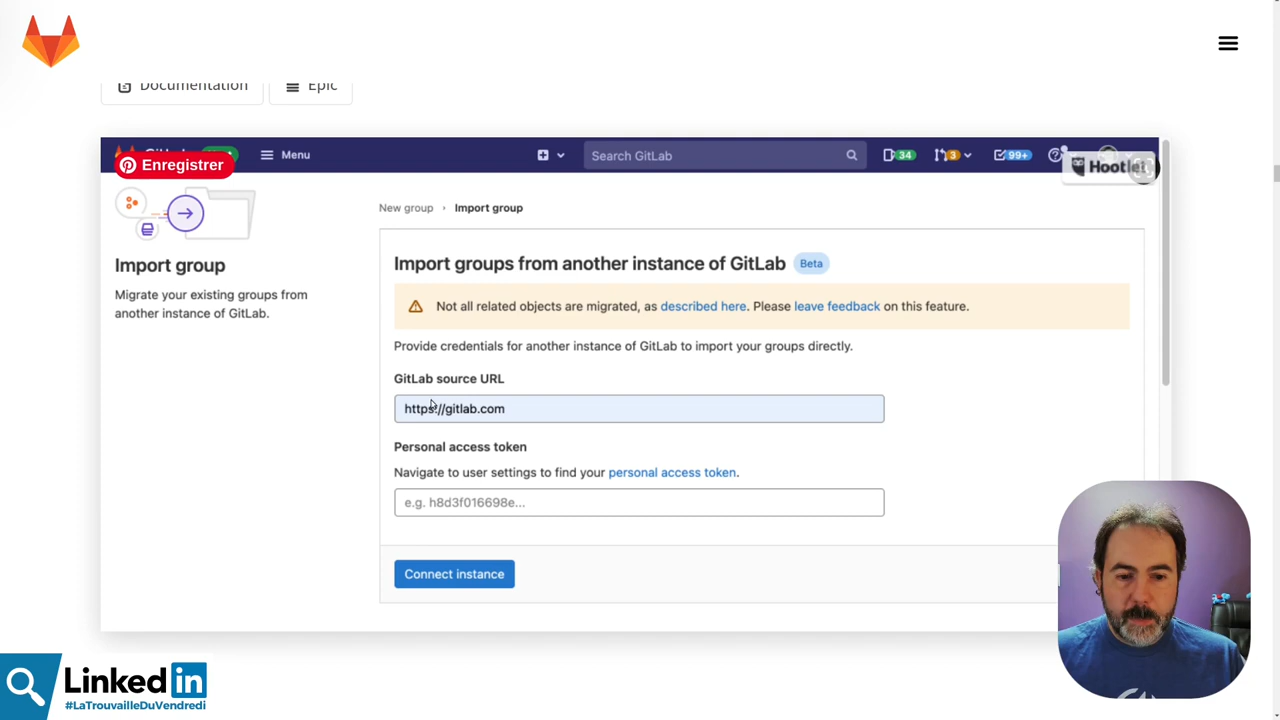 Documentation
Epic
Enregistrer
Menu
Search GitLab
34
3
99+
Hootlet
New group › Import group
Import group
Migrate your existing groups from
another instance of GitLab.
Import groups from another instance of GitLab Beta
Not all related objects are migrated, as described here. Please leave feedback on this feature.
Provide credentials for another instance of GitLab to import your groups directly.
GitLab source URL
https://gitlab.com
Personal access token
Navigate to user settings to find your personal access token.
e.g. h8d3f016698e...
Connect instance
Linked in
#LaTrouvailleDuVendredi